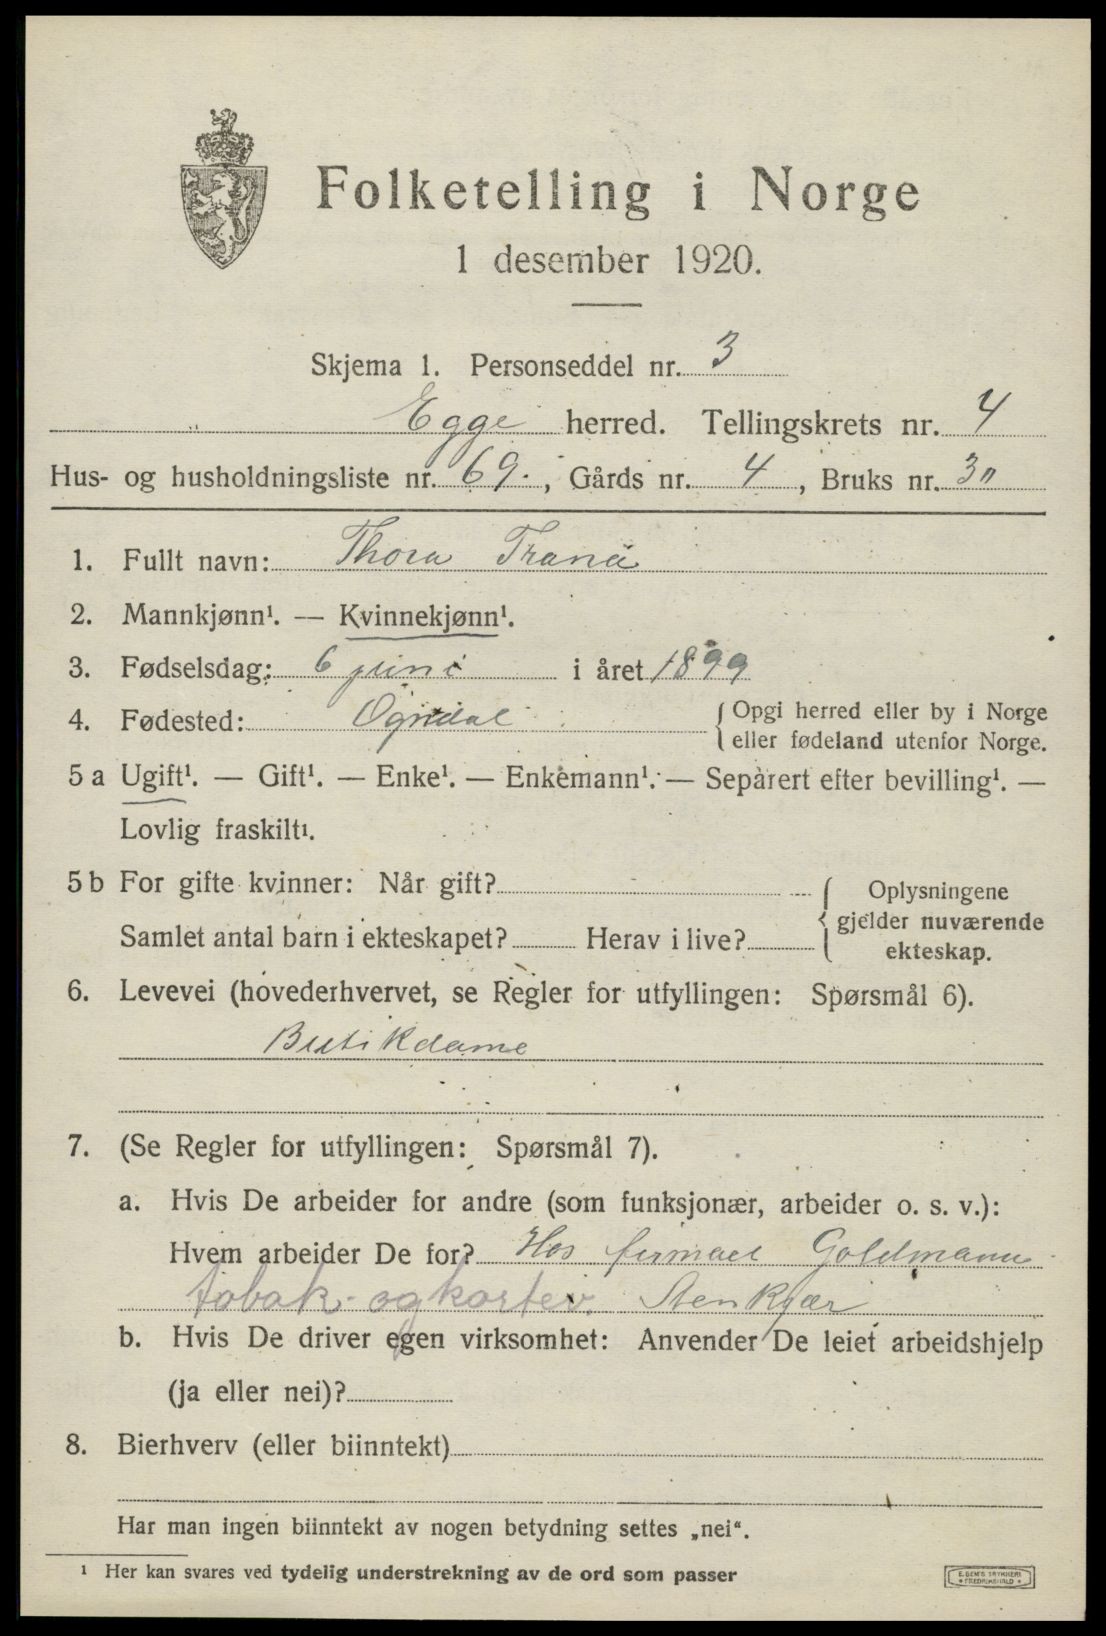 Folketelling i Norge
1 desember 1920.
Skjema 1. Personseddel nr. 3
Egge herred. Tellingskrets nr. 4
Hus- og husholdningsliste nr. 69., Gårds nr. 4, Bruks nr. 30
1. Fullt navn: Thora Tranå
2. Mannkjønn¹. — Kvinnekjønn¹.
3. Fødselsdag: 6 juni i året 1899
4. Fødested: Ogndal { Opgi herred eller by i Norge
eller fødeland utenfor Norge.
5 a Ugift¹. — Gift¹. — Enke¹. — Enkemann¹. — Separert efter bevilling¹. —
Lovlig fraskilt¹.
5 b For gifte kvinner: Når gift?
Samlet antal barn i ekteskapet? Herav i live? { Oplysningene
gjelder nuværende
ekteskap.
6. Levevei (hovederhvervet, se Regler for utfyllingen: Spørsmål 6).
Butikdame
7. (Se Regler for utfyllingen: Spørsmål 7).
a. Hvis De arbeider for andre (som funksjonær, arbeider o. s. v.):
Hvem arbeider De for? Hos firmaet Goldmann
tobak- og kortev. Stenkjær
b. Hvis De driver egen virksomhet: Anvender De leiet arbeidshjelp
(ja eller nei)?
8. Bierhverv (eller biinntekt)
Har man ingen biinntekt av nogen betydning settes „nei“.
¹ Her kan svares ved tydelig understrekning av de ord som passer
E. SEM'S TRYKKERI
* FREDRIKSHALD *